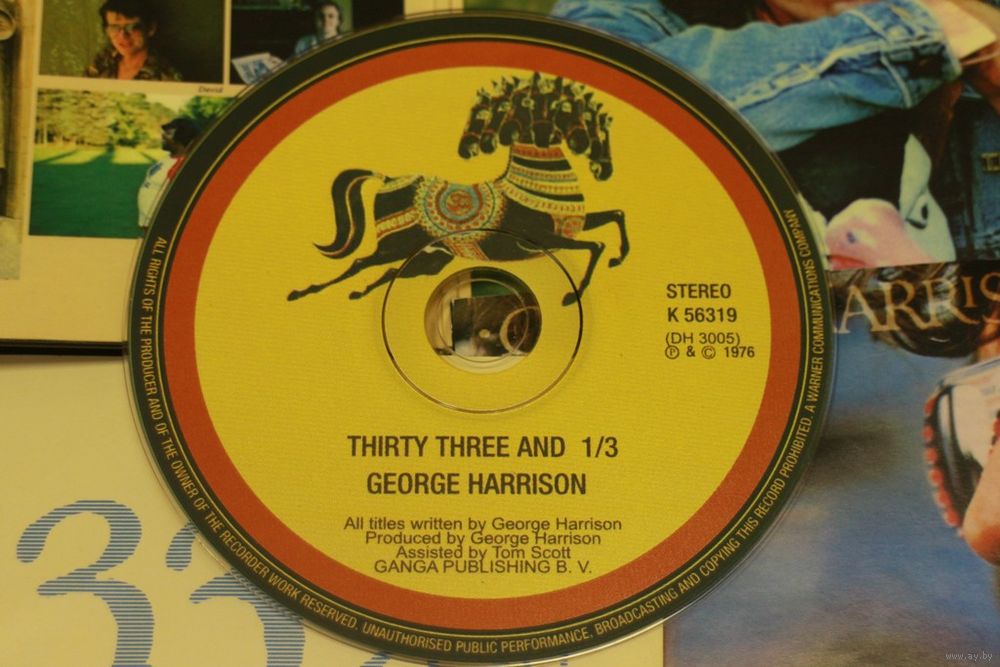 David
ARRIS
STEREO
K 56319
(DH 3005)
Ⓟ & © 1976
THIRTY THREE AND 1/3
GEORGE HARRISON
All titles written by George Harrison
Produced by George Harrison
Assisted by Tom Scott
GANGA PUBLISHING B. V.
ALL RIGHTS OF THE PRODUCER AND OF THE OWNER OF THE RECORDER WORK RESERVED. UNAUTHORISED PUBLIC PERFORMANCE, BROADCASTING AND COPYING THIS RECORD PROHIBITED. A WARNER COMMUNICATIONS COMPANY
33
www.ay.by